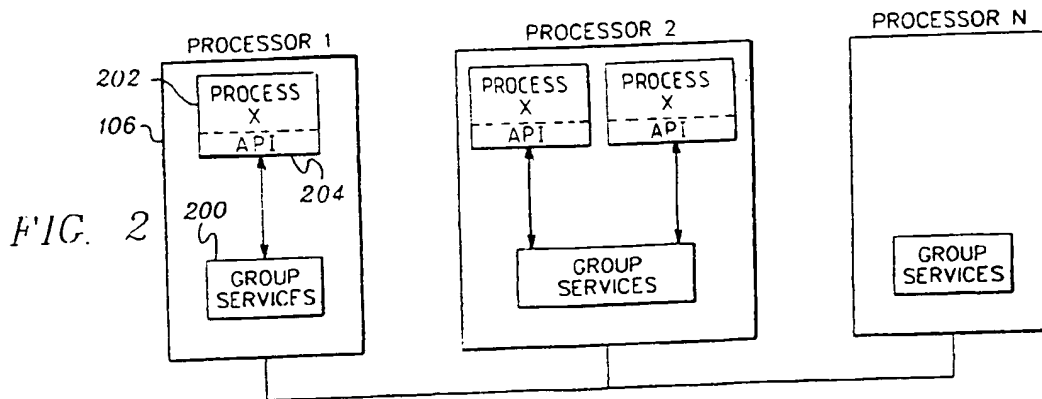 PROCESSOR 1
PROCESSOR 2
PROCESSOR N
202
PROCESS
X
API
PROCESS
X
API
PROCESS
X
API
106
204
FIG. 2
200
GROUP
SERVICES
GROUP
SERVICES
GROUP
SERVICES